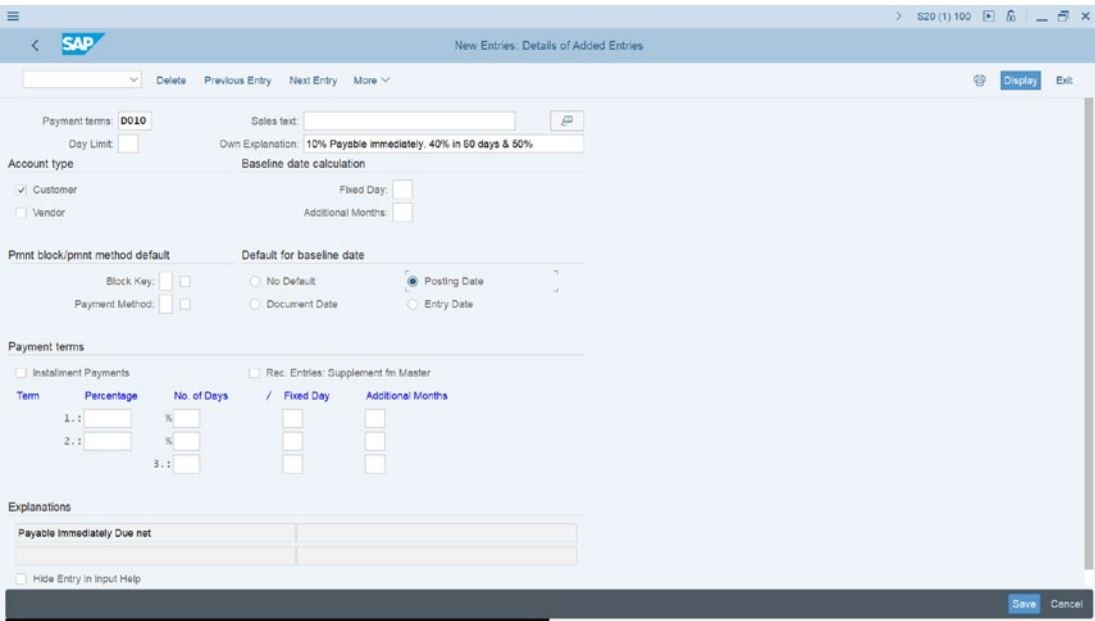 S20 (1) 100
SAP
New Entries: Details of Added Entries
Delete Previous Entry Next Entry More
Display Exit
Payment terms: D010 Sales text:
Day Limit: Own Explanation: 10% Payable immediately, 40% in 60 days & 50%
Account type Baseline date calculation
Customer Fixed Day:
Vendor Additional Months:
Pmnt block/pmnt method default Default for baseline date
Block Key: No Default Posting Date
Payment Method: Document Date Entry Date
Payment terms
Installment Payments Rec. Entries: Supplement fm Master
Term Percentage No. of Days / Fixed Day Additional Months
1.: %
2.: %
3.:
Explanations
Payable immediately Due net
Hide Entry in Input Help
Save Cancel